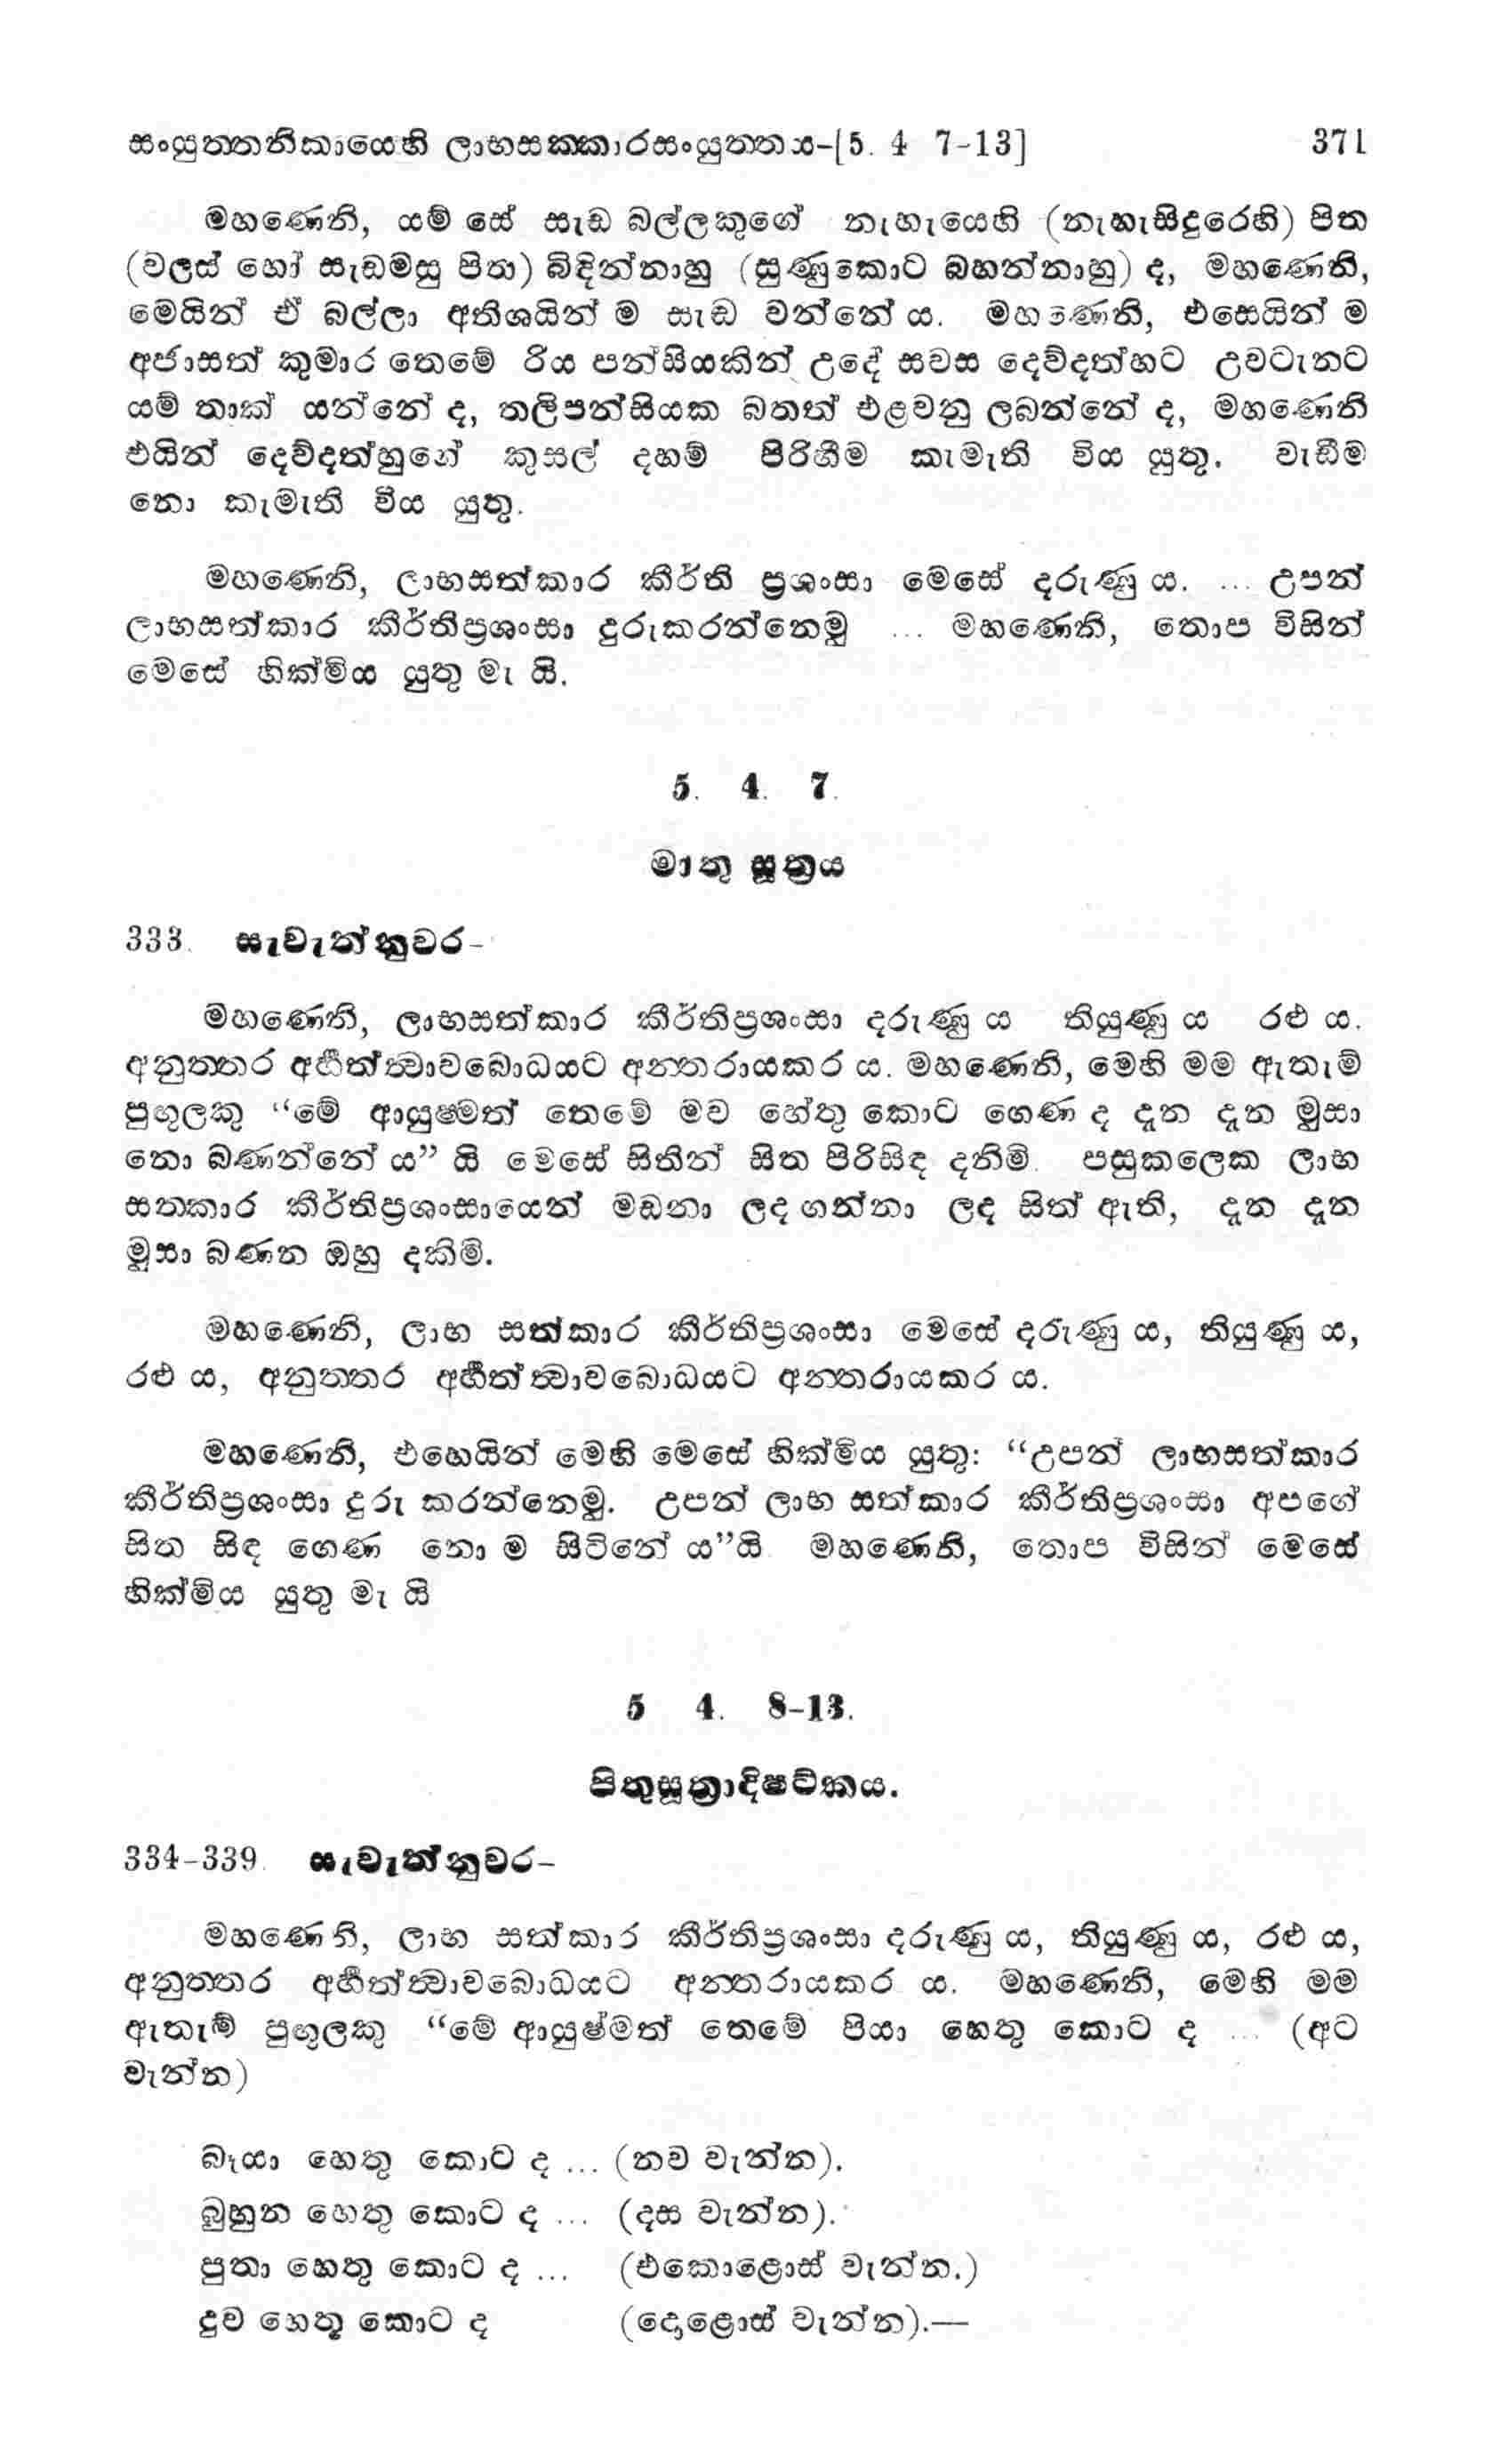 සංයුත්තනිකායෙහි ලාභසක්කාරසංයුත්තය-[5. 4 7-13] 371
මහණෙනි, යම් සේ සැඬ බල්ලකුගේ නැහැයෙහි (නැහැසිදුරෙහි) පිත
(වලස් හෝ සැඬමසු පිත) බිඳින්නාහු (සුණුකොට බහන්නාහු) ද, මහණෙනි,
මෙයින් ඒ බල්ලා අතිශයින් ම සැඬ වන්නේ ය. මහණෙනි, එසෙයින් ම
අජාසත් කුමාර තෙමේ රිය පන්සියකින් උදේ සවස දෙව්දත්හට උවටැනට
යම් තාක් යන්නේ ද, තලිපන්සියක බතත් එළවනු ලබන්නේ ද, මහණෙනි
එයින් දෙව්දත්හුගේ කුසල් දහම් පිරිහීම කැමැති විය යුතු. වැඩීම
නො කැමැති විය යුතු.
මහණෙනි, ලාභසත්කාර කීර්ති ප්‍රශංසා මෙසේ දරුණු ය. ... උපන්
ලාභසත්කාර කීර්තිප්‍රශංසා දුරුකරන්නෙමු ... මහණෙනි, තොප විසින්
මෙසේ හික්මිය යුතු මැ යි.
5. 4. 7.
මාතු සූත්‍රය
333. සැවැත්නුවර-
මහණෙනි, ලාභසත්කාර කීර්තිප්‍රශංසා දරුණු ය තියුණු ය රළු ය.
අනුත්තර අර්හත්ත්වාවබොධයට අන්තරායකර ය. මහණෙනි, මෙහි මම ඇතැම්
පුඟුලකු “මේ ආයුෂ්මත් තෙමේ මව හේතු කොට ගෙණ ද දැන දැන මුසා
නො බණන්නේ ය” යි මෙසේ සිතින් සිත පිරිසිඳ දනිමි. පසුකලෙක ලාභ
සත්කාර කීර්තිප්‍රශංසායෙන් මඬනා ලද ගන්නා ලද සිත් ඇති, දැන දැන
මුසා බණන ඔහු දකිමි.
මහණෙනි, ලාභ සත්කාර කීර්තිප්‍රශංසා මෙසේ දරුණු ය, තියුණු ය,
රළු ය, අනුත්තර අර්හත්ත්වාවබොධයට අන්තරායකර ය.
මහණෙනි, එහෙයින් මෙහි මෙසේ හික්මිය යුතු: “උපන් ලාභසත්කාර
කීර්තිප්‍රශංසා දුරු කරන්නෙමු. උපන් ලාභ සත්කාර කීර්තිප්‍රශංසා අපගේ
සිත සිඳ ගෙණ නො ම සිටිනේ ය”යි මහණෙනි, තොප විසින් මෙසේ
හික්මිය යුතු මැ යි
5 4. 8-13.
පිතුසූත්‍රාදිෂට්කය.
334-339. සැවැත්නුවර-
මහණෙනි, ලාභ සත්කාර කීර්තිප්‍රශංසා දරුණු ය, තියුණු ය, රළු ය,
අනුත්තර අර්හත්ත්වාවබොධයට අන්තරායකර ය. මහණෙනි, මෙහි මම
ඇතැම් පුඟුලකු “මේ ආයුෂ්මත් තෙමේ පියා හෙතු කොට ද ... (අට
වැන්න)
බෑයා හෙතු කොට ද ... (නව වැන්න).
බුහුන හෙතු කොට ද ... (දස වැන්න).
පුතා හෙතු කොට ද ... (එකොළොස් වැන්න.)
දුව හෙතු කොට ද (දොළොස් වැන්න).—